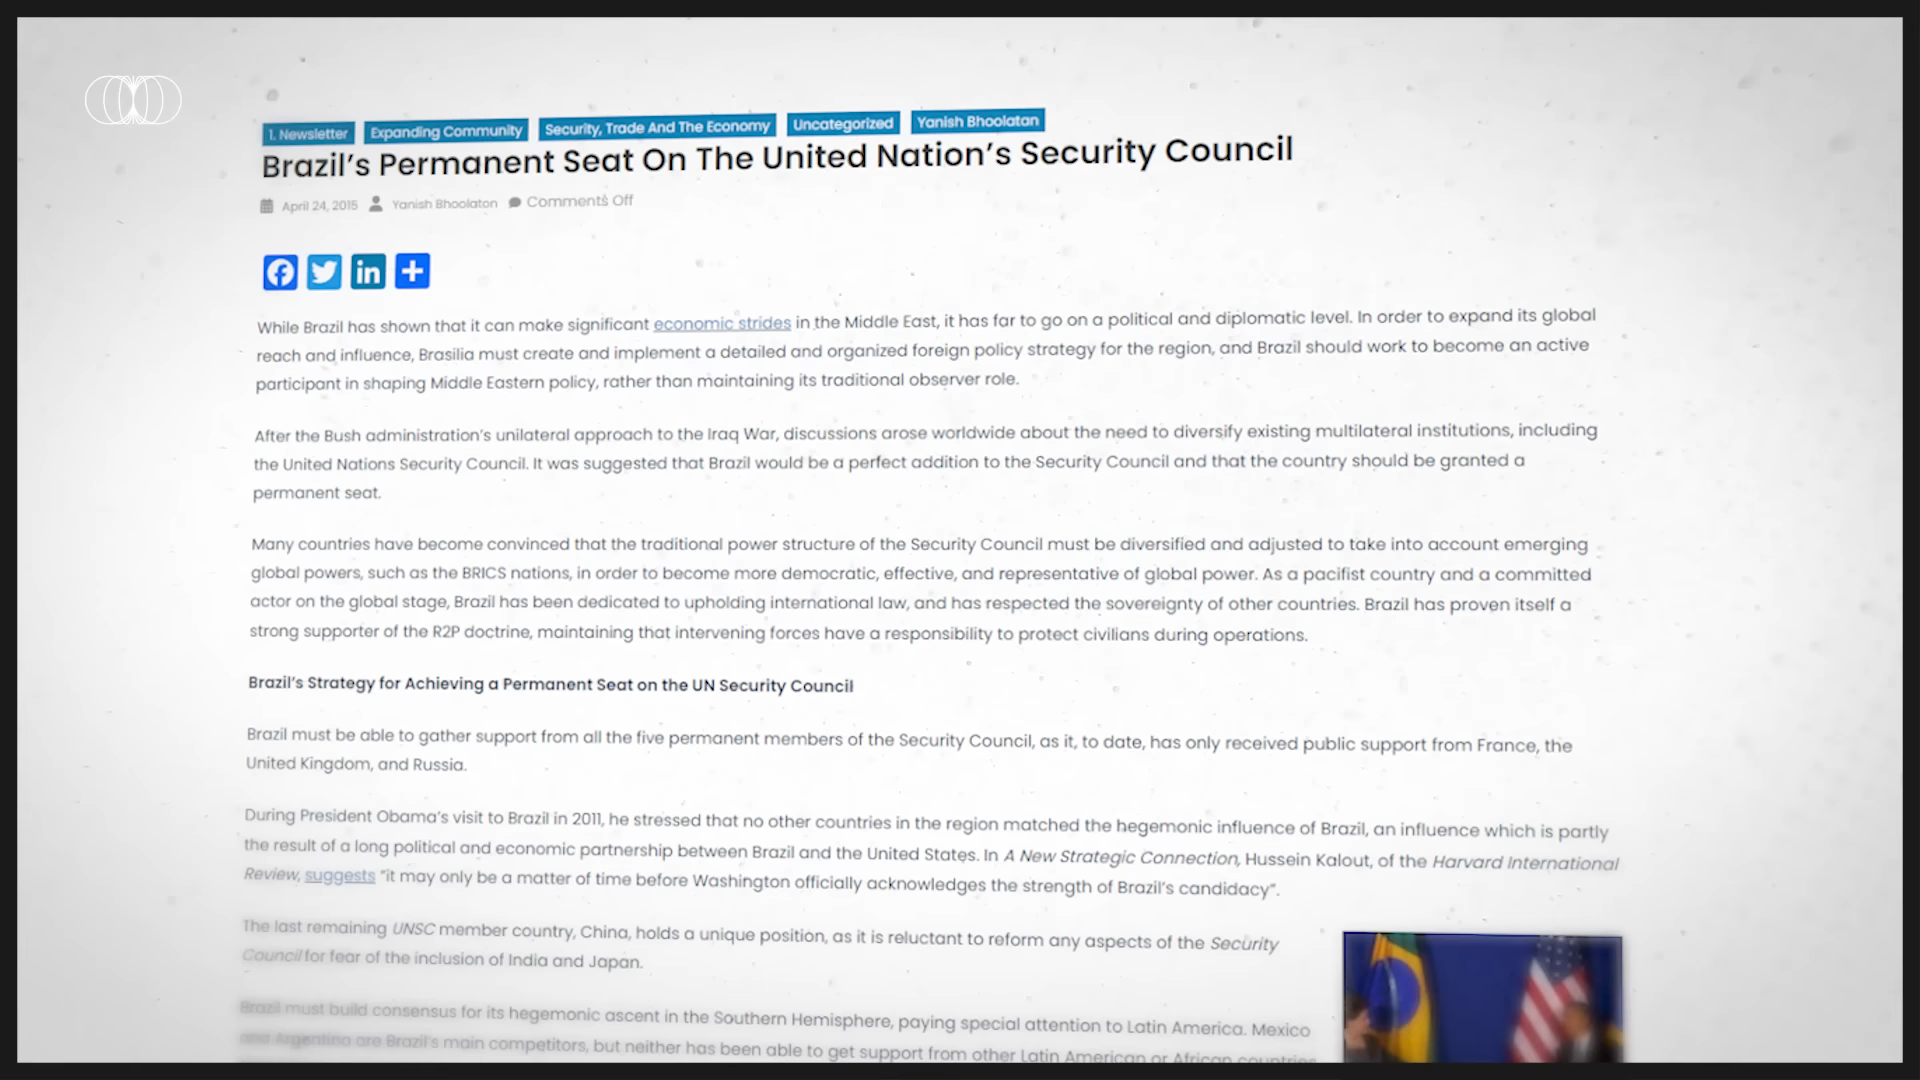 1. Newsletter Expanding Community Security, Trade And The Economy Uncategorized Yanish Bhoolatan
Brazil's Permanent Seat On The United Nation's Security Council
April 24, 2015 Yanish Bhoolaton Comments Off
While Brazil has shown that it can make significant economic strides in the Middle East, it has far to go on a political and diplomatic level. In order to expand its global
reach and influence, Brasilia must create and implement a detailed and organized foreign policy strategy for the region, and Brazil should work to become an active
participant in shaping Middle Eastern policy, rather than maintaining its traditional observer role.
After the Bush administration's unilateral approach to the Iraq War, discussions arose worldwide about the need to diversify existing multilateral institutions, including
the United Nations Security Council. It was suggested that Brazil would be a perfect addition to the Security Council and that the country should be granted a
permanent seat.
Many countries have become convinced that the traditional power structure of the Security Council must be diversified and adjusted to take into account emerging
global powers, such as the BRICS nations, in order to become more democratic, effective, and representative of global power. As a pacifist country and a committed
actor on the global stage, Brazil has been dedicated to upholding international law, and has respected the sovereignty of other countries. Brazil has proven itself a
strong supporter of the R2P doctrine, maintaining that intervening forces have a responsibility to protect civilians during operations.
Brazil's Strategy for Achieving a Permanent Seat on the UN Security Council
Brazil must be able to gather support from all the five permanent members of the Security Council, as it, to date, has only received public support from France, the
United Kingdom, and Russia.
During President Obama's visit to Brazil in 2011, he stressed that no other countries in the region matched the hegemonic influence of Brazil, an influence which is partly
the result of a long political and economic partnership between Brazil and the United States. In A New Strategic Connection, Hussein Kalout, of the Harvard International
Review, suggests "it may only be a matter of time before Washington officially acknowledges the strength of Brazil's candidacy".
The last remaining UNSC member country, China, holds a unique position, as it is reluctant to reform any aspects of the Security
Council for fear of the inclusion of India and Japan.
Brazil must build consensus for its hegemonic ascent in the Southern Hemisphere, paying special attention to Latin America. Mexico
and Argentina are Brazil's main competitors, but neither has been able to get support from other Latin American or African countries